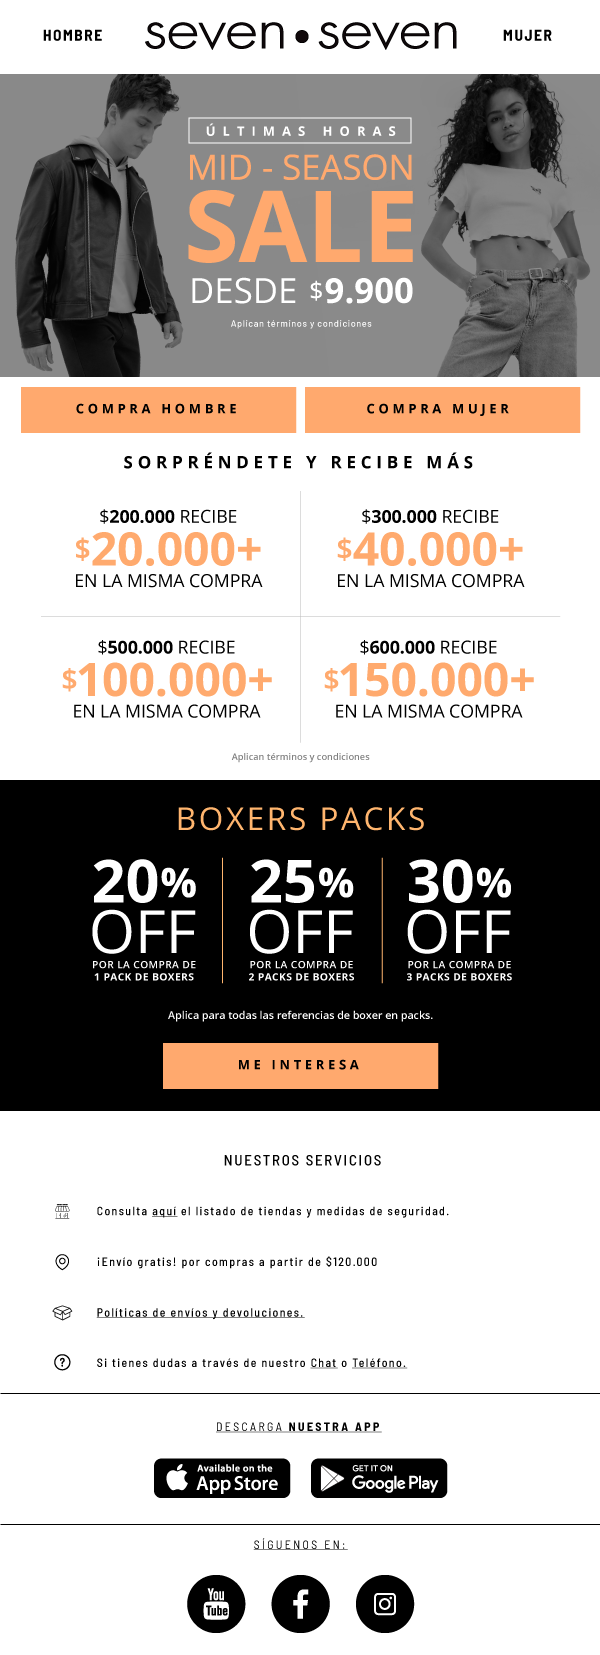 HOMBRE
seven•seven
MUJER
ÚLTIMAS HORAS
MID - SEASON
SALE
DESDE $9.900
Aplican términos y condiciones
COMPRA HOMBRE
COMPRA MUJER
SORPRÉNDETE Y RECIBE MÁS
$200.000 RECIBE
$20.000+
EN LA MISMA COMPRA
$300.000 RECIBE
$40.000+
EN LA MISMA COMPRA
$500.000 RECIBE
$100.000+
EN LA MISMA COMPRA
$600.000 RECIBE
$150.000+
EN LA MISMA COMPRA
Aplican términos y condiciones
BOXERS PACKS
20%
OFF
POR LA COMPRA DE
1 PACK DE BOXERS
25%
OFF
POR LA COMPRA DE
2 PACKS DE BOXERS
30%
OFF
POR LA COMPRA DE
3 PACKS DE BOXERS
Aplica para todas las referencias de boxer en packs.
ME INTERESA
NUESTROS SERVICIOS
Consulta aquí el listado de tiendas y medidas de seguridad.
¡Envío gratis! por compras a partir de $120.000
Políticas de envíos y devoluciones.
Si tienes dudas a través de nuestro Chat o Teléfono.
DESCARGA NUESTRA APP
Available on the
App Store
GET IT ON
Google Play
SÍGUENOS EN:
You
Tube